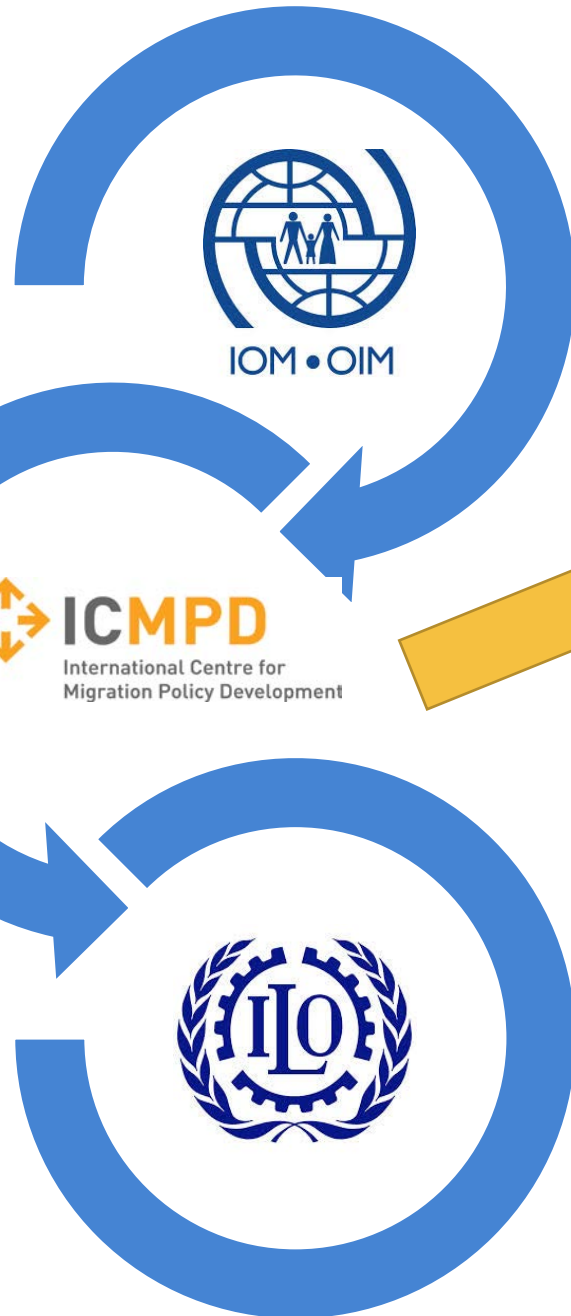 IOM • OIM
ICMPD
International Centre for
Migration Policy Development
ILO